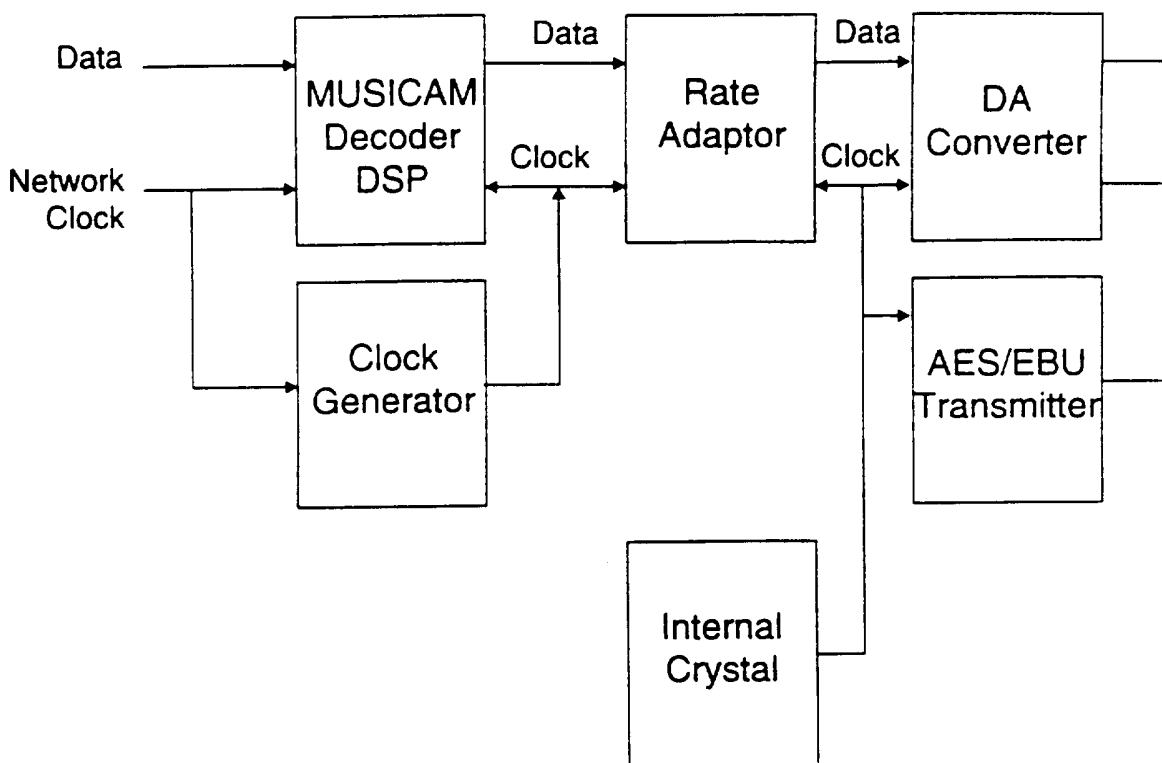 Data
MUSICAM
Decoder
DSP
Data
Rate
Adaptor
Data
DA
Converter
Network
Clock
Clock
Clock
Clock
Generator
AES/EBU
Transmitter
Internal
Crystal